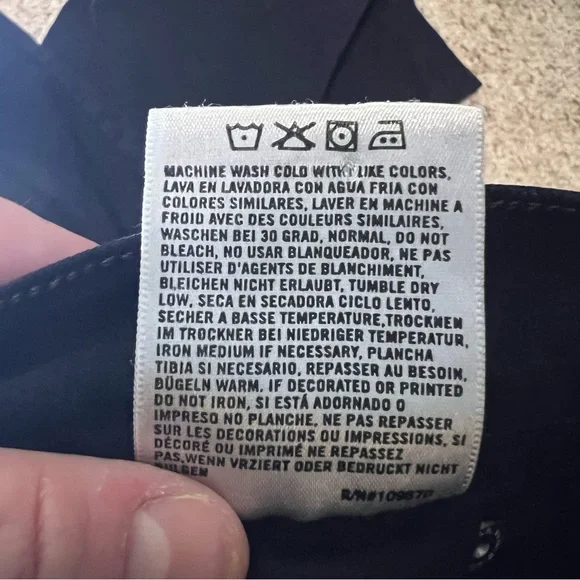 MACHINE WASH COLD WITH LIKE COLORS,
LAVA EN LAVADORA CON AGUA FRIA CON
COLORES SIMILARES, LAVER EN MACHINE A
FROID AVEC DES COULEURS SIMILAIRES,
WASCHEN BEI 30 GRAD, NORMAL, DO NOT
BLEACH, NO USAR BLANQUEADOR, NE PAS
UTILISER D'AGENTS DE BLANCHIMENT,
BLEICHEN NICHT ERLAUBT, TUMBLE DRY
LOW, SECA EN SECADORA CICLO LENTO,
SECHER A BASSE TEMPERATURE,TROCKNEN
IM TROCKNER BEI NIEDRIGER TEMPERATUR,
IRON MEDIUM IF NECESSARY, PLANCHA
TIBIA SI NECESARIO, REPASSER AU BESOIN,
BÜGELN WARM. IF DECORATED OR PRINTED
DO NOT IRON, SI ESTÁ ADORNADO O
IMPRESO NO PLANCHE, NE PAS REPASSER
SUR LES DECORATIONS OU IMPRESSIONS, SI
DÉCORÉ OU IMPRIMÉ NE REPASSEZ
PAS,WENN VRZIERT ODER BEDRUCKT NICHT